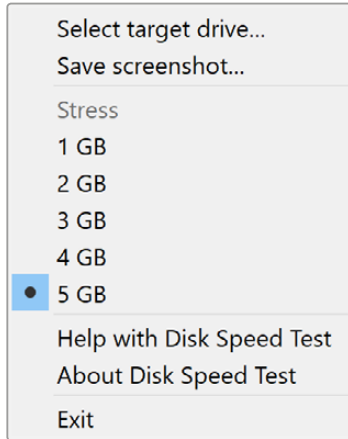 Select target drive...
Save screenshot...
Stress
1 GB
2 GB
3 GB
4 GB
5 GB
Help with Disk Speed Test
About Disk Speed Test
Exit